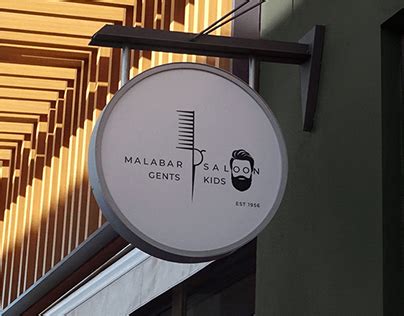 MALABAR SALOON
GENTS KIDS
EST 1956